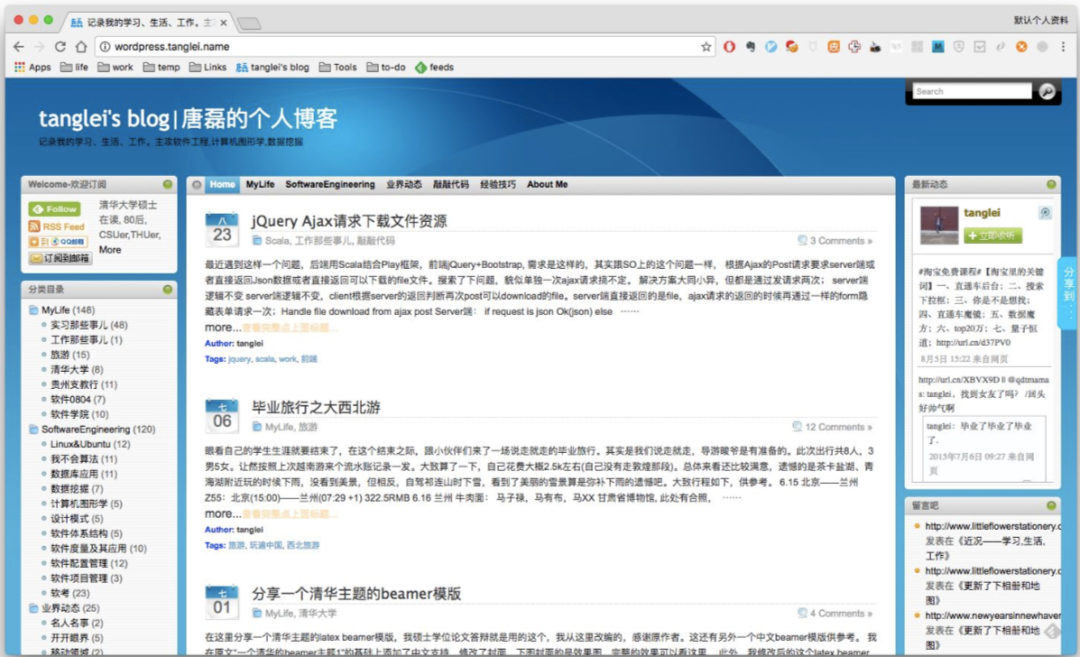 记录我的学习、生活、工作。主
默认个人资料
wordpress.tanglei.name
Apps life work temp Links tanglei's blog Tools to-do feeds
tanglei's blog|唐磊的个人博客
记录我的学习、生活、工作。主攻软件工程,计算机图形学,数据挖掘
Search
Welcome-欢迎订阅
Follow
RSS Feed
QQ邮箱
订阅到邮箱
清华大学硕士
在读, 80后,
CSUer,THUer,
More
分类目录
MyLife (148)
实习那些事儿 (48)
工作那些事儿 (1)
旅游 (15)
清华大学 (8)
贵州支教行 (11)
软件0804 (7)
软件学院 (10)
SoftwareEngineering (120)
Linux&Ubuntu (12)
我不会算法 (11)
数据库应用 (11)
数据挖掘 (7)
计算机图形学 (5)
设计模式 (5)
软件体系结构 (5)
软件度量及其应用 (10)
软件配置管理 (12)
软件项目管理 (3)
软考 (23)
业界动态 (25)
名人名事 (2)
开开眼界 (5)
移动领域 (2)
Home MyLife SoftwareEngineering 业界动态 敲敲代码 经验技巧 About Me
八
23
jQuery Ajax请求下载文件资源
Scala, 工作那些事儿, 敲敲代码
3 Comments »
最近遇到这样一个问题，后端用Scala结合Play框架，前端jQuery+Bootstrap, 需求是这样的，其实跟SO上的这个问题一样， 根据Ajax的Post请求要求server端或
者直接返回Json数据或者直接返回可以下载的file文件。搜索了下问题，貌似单独一次ajax请求搞不定。 解决方案大同小异，但都是通过发请求两次； server端
逻辑不变 server端逻辑不变，client根据server的返回判断再次post可以download的file。server端直接返回的是file，ajax请求的返回的时候再通过一样的form隐
藏表单请求一次；Handle file download from ajax post Server端： if request is json Ok(json) else ……
more...查看完整点上面标题...
Author: tanglei
Tags: jquery, scala, work, 前端
七
06
毕业旅行之大西北游
MyLife, 旅游
12 Comments »
眼看自己的学生生涯就要结束了，在这个结束之际，跟小伙伴们来了一场说走就走的毕业旅行。其实是我们说走就走，导游暧爷是有准备的。此次出行共8人，3
男5女。让然按照上次越南游来个流水账记录一发。大致算了一下，自己花费大概2.5k左右(自己没有走敦煌那段)。总体来看还比较满意，遗憾的是茶卡盐湖、青
海湖附近玩的时候下雨，没看到美景，但相反，自驾祁连山时下雪，看到了美丽的雪景算是弥补下雨的遗憾吧。大致行程如下，供参考。 6.15 北京——兰州
Z55：北京(15:00)——兰州(07:29 +1) 322.5RMB 6.16 兰州 牛肉面： 马子禄，马有布，马XX 甘肃省博物馆, 此处有合照。 ……
more...查看完整点上面标题...
Author: tanglei
Tags: 旅游, 玩遍中国, 西北旅游
七
01
分享一个清华主题的beamer模版
MyLife, 清华大学
4 Comments »
在这里分享一个清华主题的latex beamer模版，我硕士学位论文答辩就是用的这个，我从这里改编的，感谢原作者。这还有另外一个中文beamer模版供参考。 我
在原文"一个清华的beamer主题1"的基础上添加了中文支持，修改了封面，下图封面的是效果图，完整的效果可以看这里。 此外，我修改后的这个latex beamer
最新动态
tanglei
立即收听
#淘宝免费课程#【淘宝里的关键
词】一、直通车后台；二、搜索
下拉框；三、你是不是想找；
四、直通车魔镜；五、数据魔
方；六、top20万；七、量子恒
道；http://url.cn/d37PV0
8月5日 15:22 来自网页
http://url.cn/XBVX9D || @qdtmama
s: tanglei，找到女友了吗？ /回头
好帅气啊
tanglei：毕业了毕业了毕业
了.
2015年7月6日 09:27 来自网
页
分享到
留言吧
http://www.littleflowerstationery.c
发表在《近况——学习,生活,
工作》
http://www.littleflowerstationery.c
发表在《更新了下相册和地
图》
http://www.newyearsinnewhaven
发表在《更新了下相册和地
图》